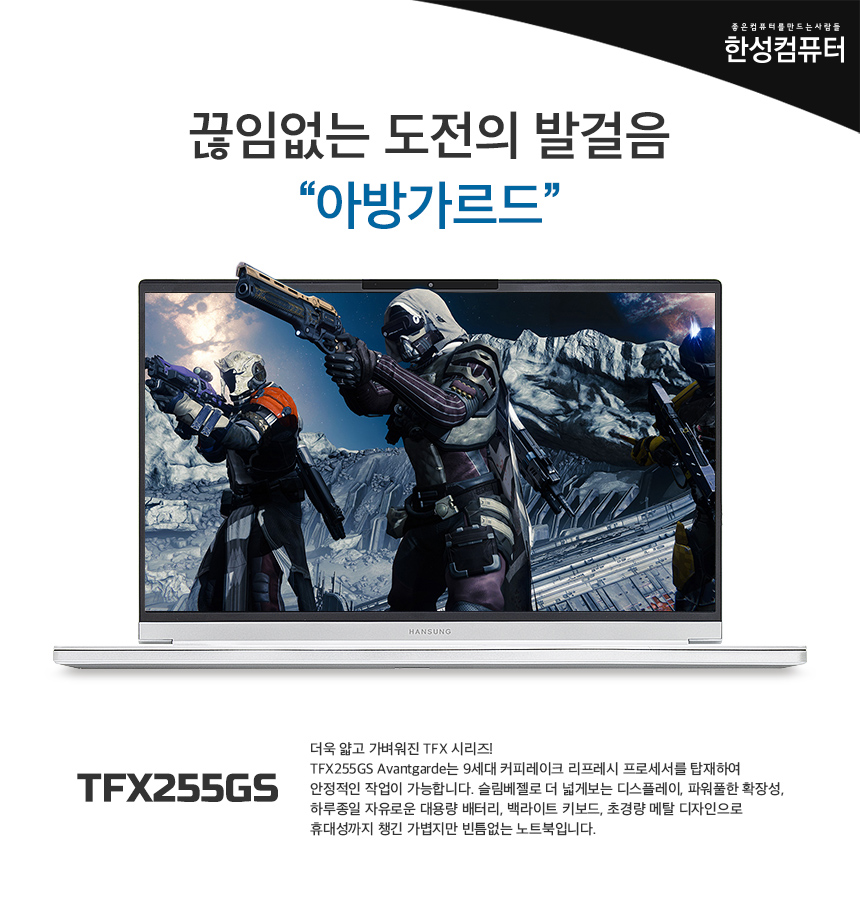 좋은컴퓨터를만드는사람들
한성컴퓨터
끊임없는 도전의 발걸음
“아방가르드”
HANSUNG
TFX255GS
더욱 얇고 가벼워진 TFX 시리즈!
TFX255GS Avantgarde는 9세대 커피레이크 리프레시 프로세서를 탑재하여
안정적인 작업이 가능합니다. 슬림베젤로 더 넓게보는 디스플레이, 파워풀한 확장성,
하루종일 자유로운 대용량 배터리, 백라이트 키보드, 초경량 메탈 디자인으로
휴대성까지 챙긴 가볍지만 빈틈없는 노트북입니다.